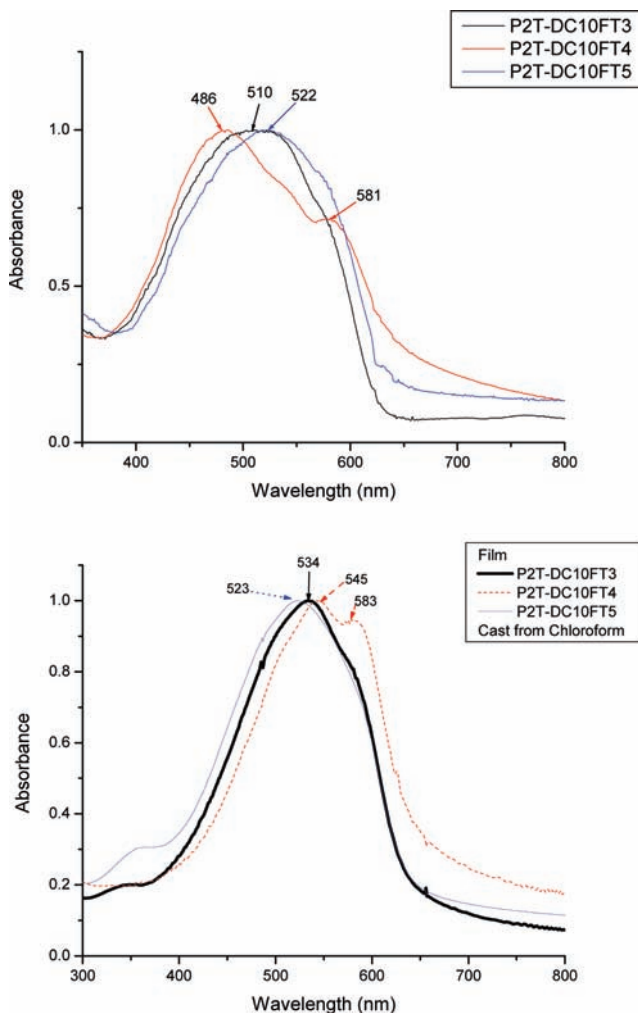 P2T-DC10FT3
P2T-DC10FT4
P2T-DC10FT5
486
510
522
581
1.0
0.5
0.0
Absorbance
400
500
600
700
800
Wavelength (nm)
Film
P2T-DC10FT3
P2T-DC10FT4
P2T-DC10FT5
Cast from Chloroform
534
523
545
583
1.0
0.8
0.6
0.4
0.2
0.0
Absorbance
300
400
500
600
700
800
Wavelength (nm)